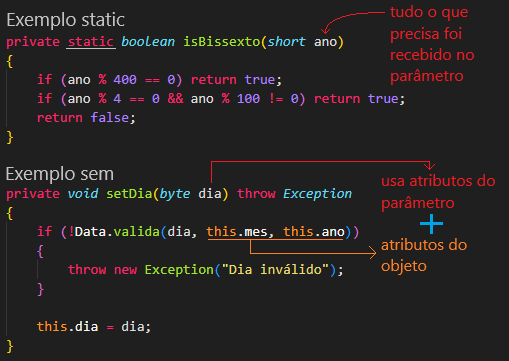 Exemplo static
private static boolean isBissexto(short ano)
{
if (ano % 400 == 0) return true;
if (ano % 4 == 0 && ano % 100 != 0) return true;
return false;
}
tudo o que
precisa foi
recebido no
parâmetro
Exemplo sem
private void setDia(byte dia) throw Exception
{
if (!Data.valida(dia, this.mes, this.ano))
{
throw new Exception("Dia inválido");
}
this.dia = dia;
}
usa atributos do
parâmetro
+
atributos do
objeto